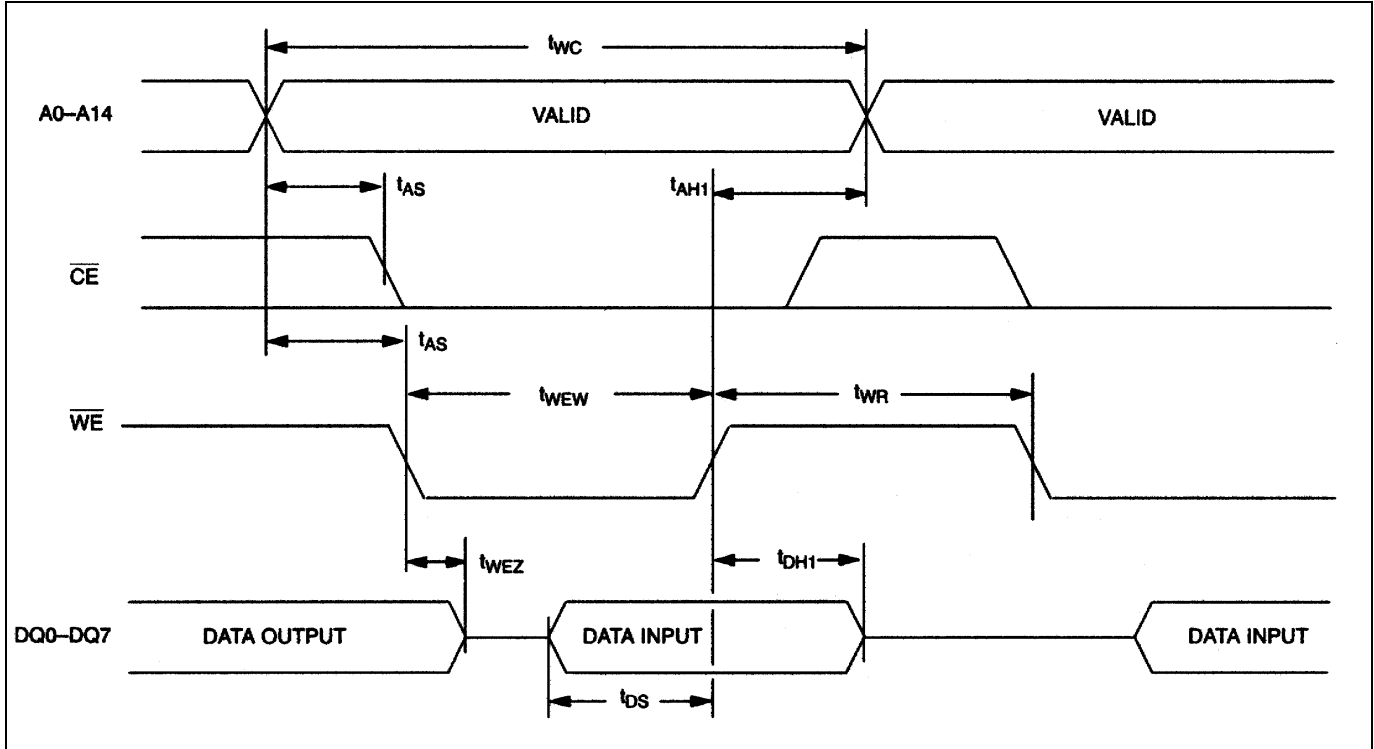 tWC
A0–A14
VALID
VALID
tAS
tAH1
CE
tAS
tWEW
tWR
WE
tWEZ
tDH1
DQ0–DQ7
DATA OUTPUT
DATA INPUT
DATA INPUT
tDS